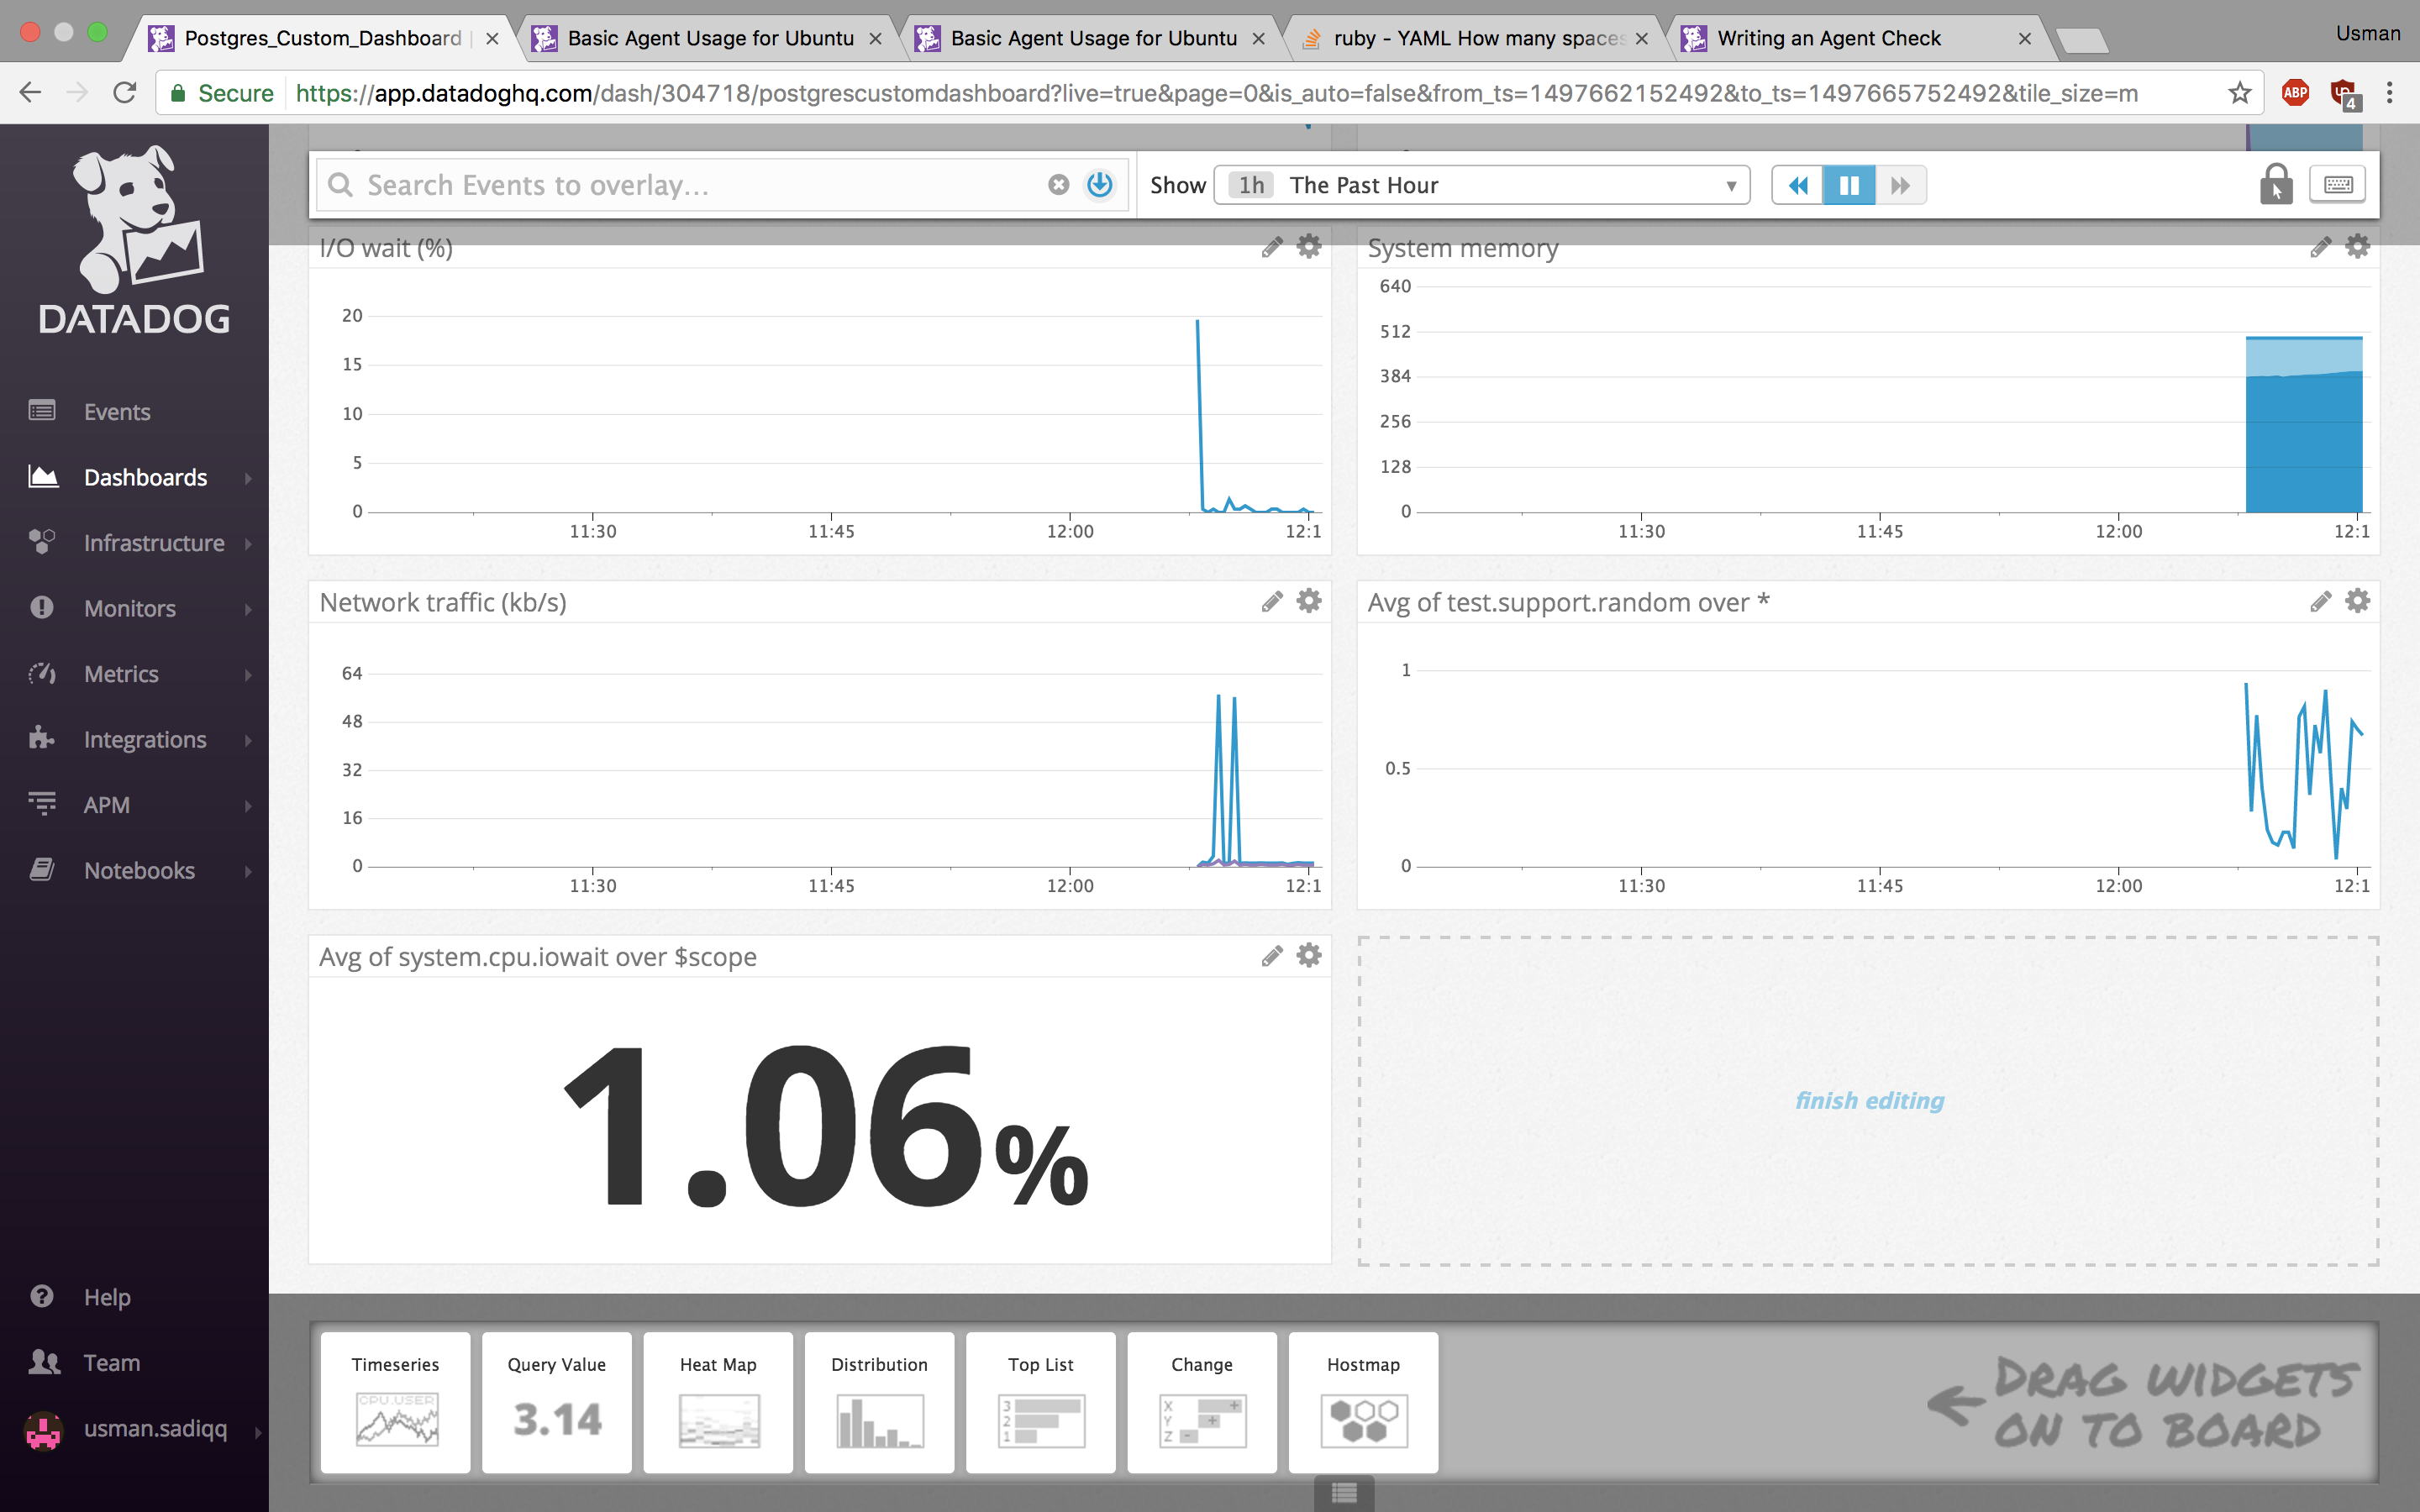 Postgres_Custom_Dashboard
Basic Agent Usage for Ubuntu
Basic Agent Usage for Ubuntu
ruby - YAML How many spaces
Writing an Agent Check
Usman
Secure
https://app.datadoghq.com/dash/304718/postgrescustomdashboard?live=true&page=0&is_auto=false&from_ts=1497662152492&to_ts=1497665752492&tile_size=m
ABP
4
DATADOG
Events
Dashboards
Infrastructure
Monitors
Metrics
Integrations
APM
Notebooks
Help
Team
usman.sadiqq
Search Events to overlay...
Show
1h The Past Hour
I/O wait (%)
20
15
10
5
0
11:30 11:45 12:00 12:1
System memory
640
512
384
256
128
0
11:30 11:45 12:00 12:1
Network traffic (kb/s)
64
48
32
16
0
11:30 11:45 12:00 12:1
Avg of test.support.random over *
1
0.5
0
11:30 11:45 12:00 12:1
Avg of system.cpu.iowait over $scope
1.06%
finish editing
Timeseries
CPU.USER
Query Value
3.14
Heat Map
Distribution
Top List
3
2
1
Change
X +
Y +
Z -
Hostmap
DRAG WIDGETS
ON TO BOARD